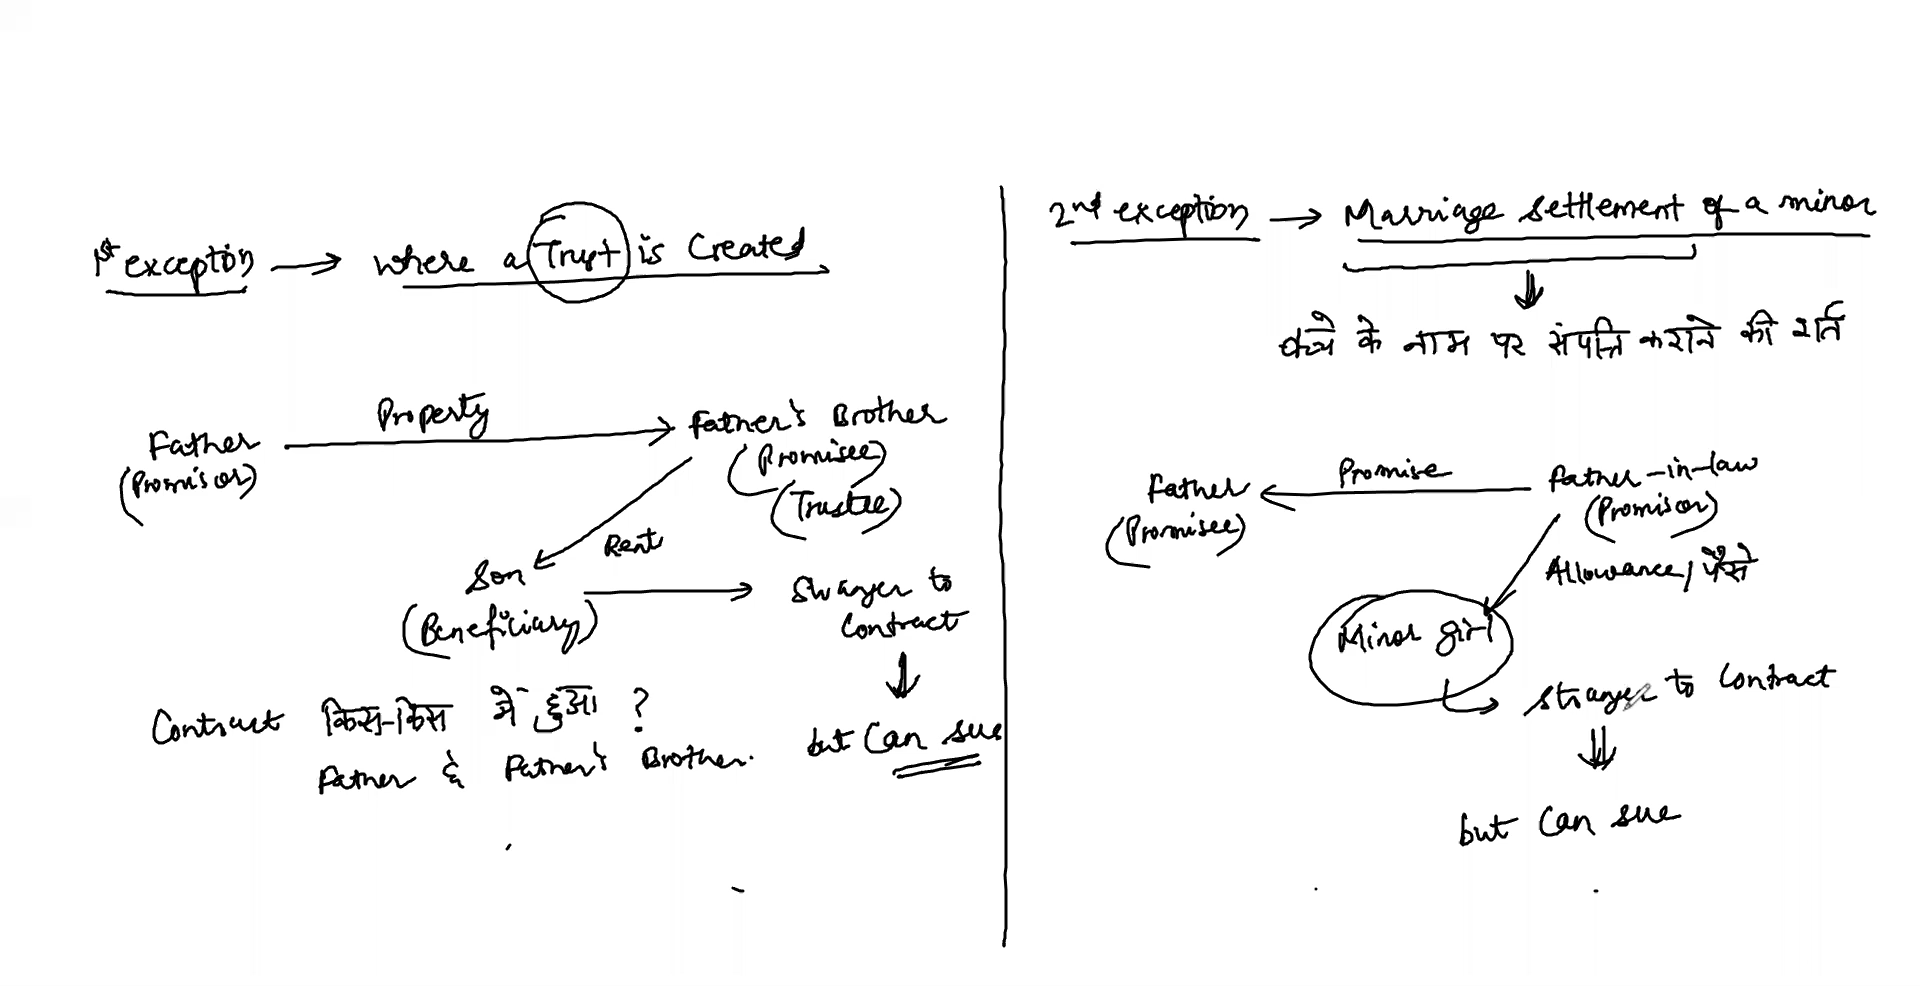 1st exception → where a Trust is Created
Property
Father
(Promisor)
Father's Brother
(Promisee)
(Trustee)
Rent
Son
(Beneficiary)
Stranger to
Contract
but Can sue
Contract किस-किस में हुआ ?
Father & Father's Brother.
2nd exception → Marriage settlement of a minor
बच्चे के नाम पर संपत्ति कराने की शर्त
Promise
Father
(Promisee)
Father-in-law
(Promisor)
Allowance/पैसे
Minor girl
Stranger to Contract
but Can sue